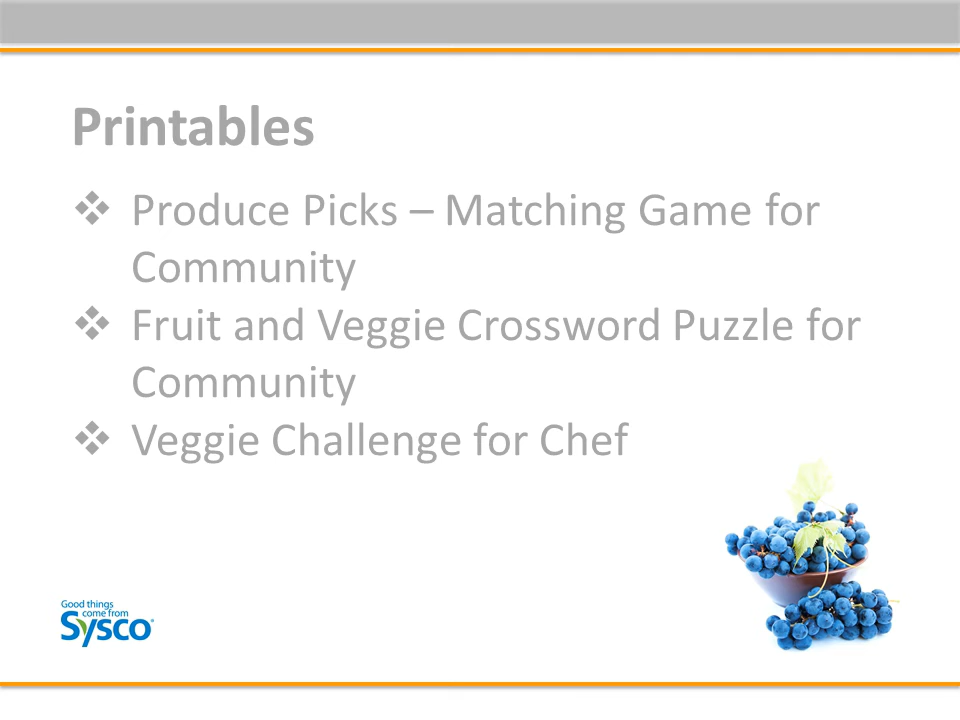 Printables
❖ Produce Picks – Matching Game for
Community
❖ Fruit and Veggie Crossword Puzzle for
Community
❖ Veggie Challenge for Chef
Good things
come from
Sysco